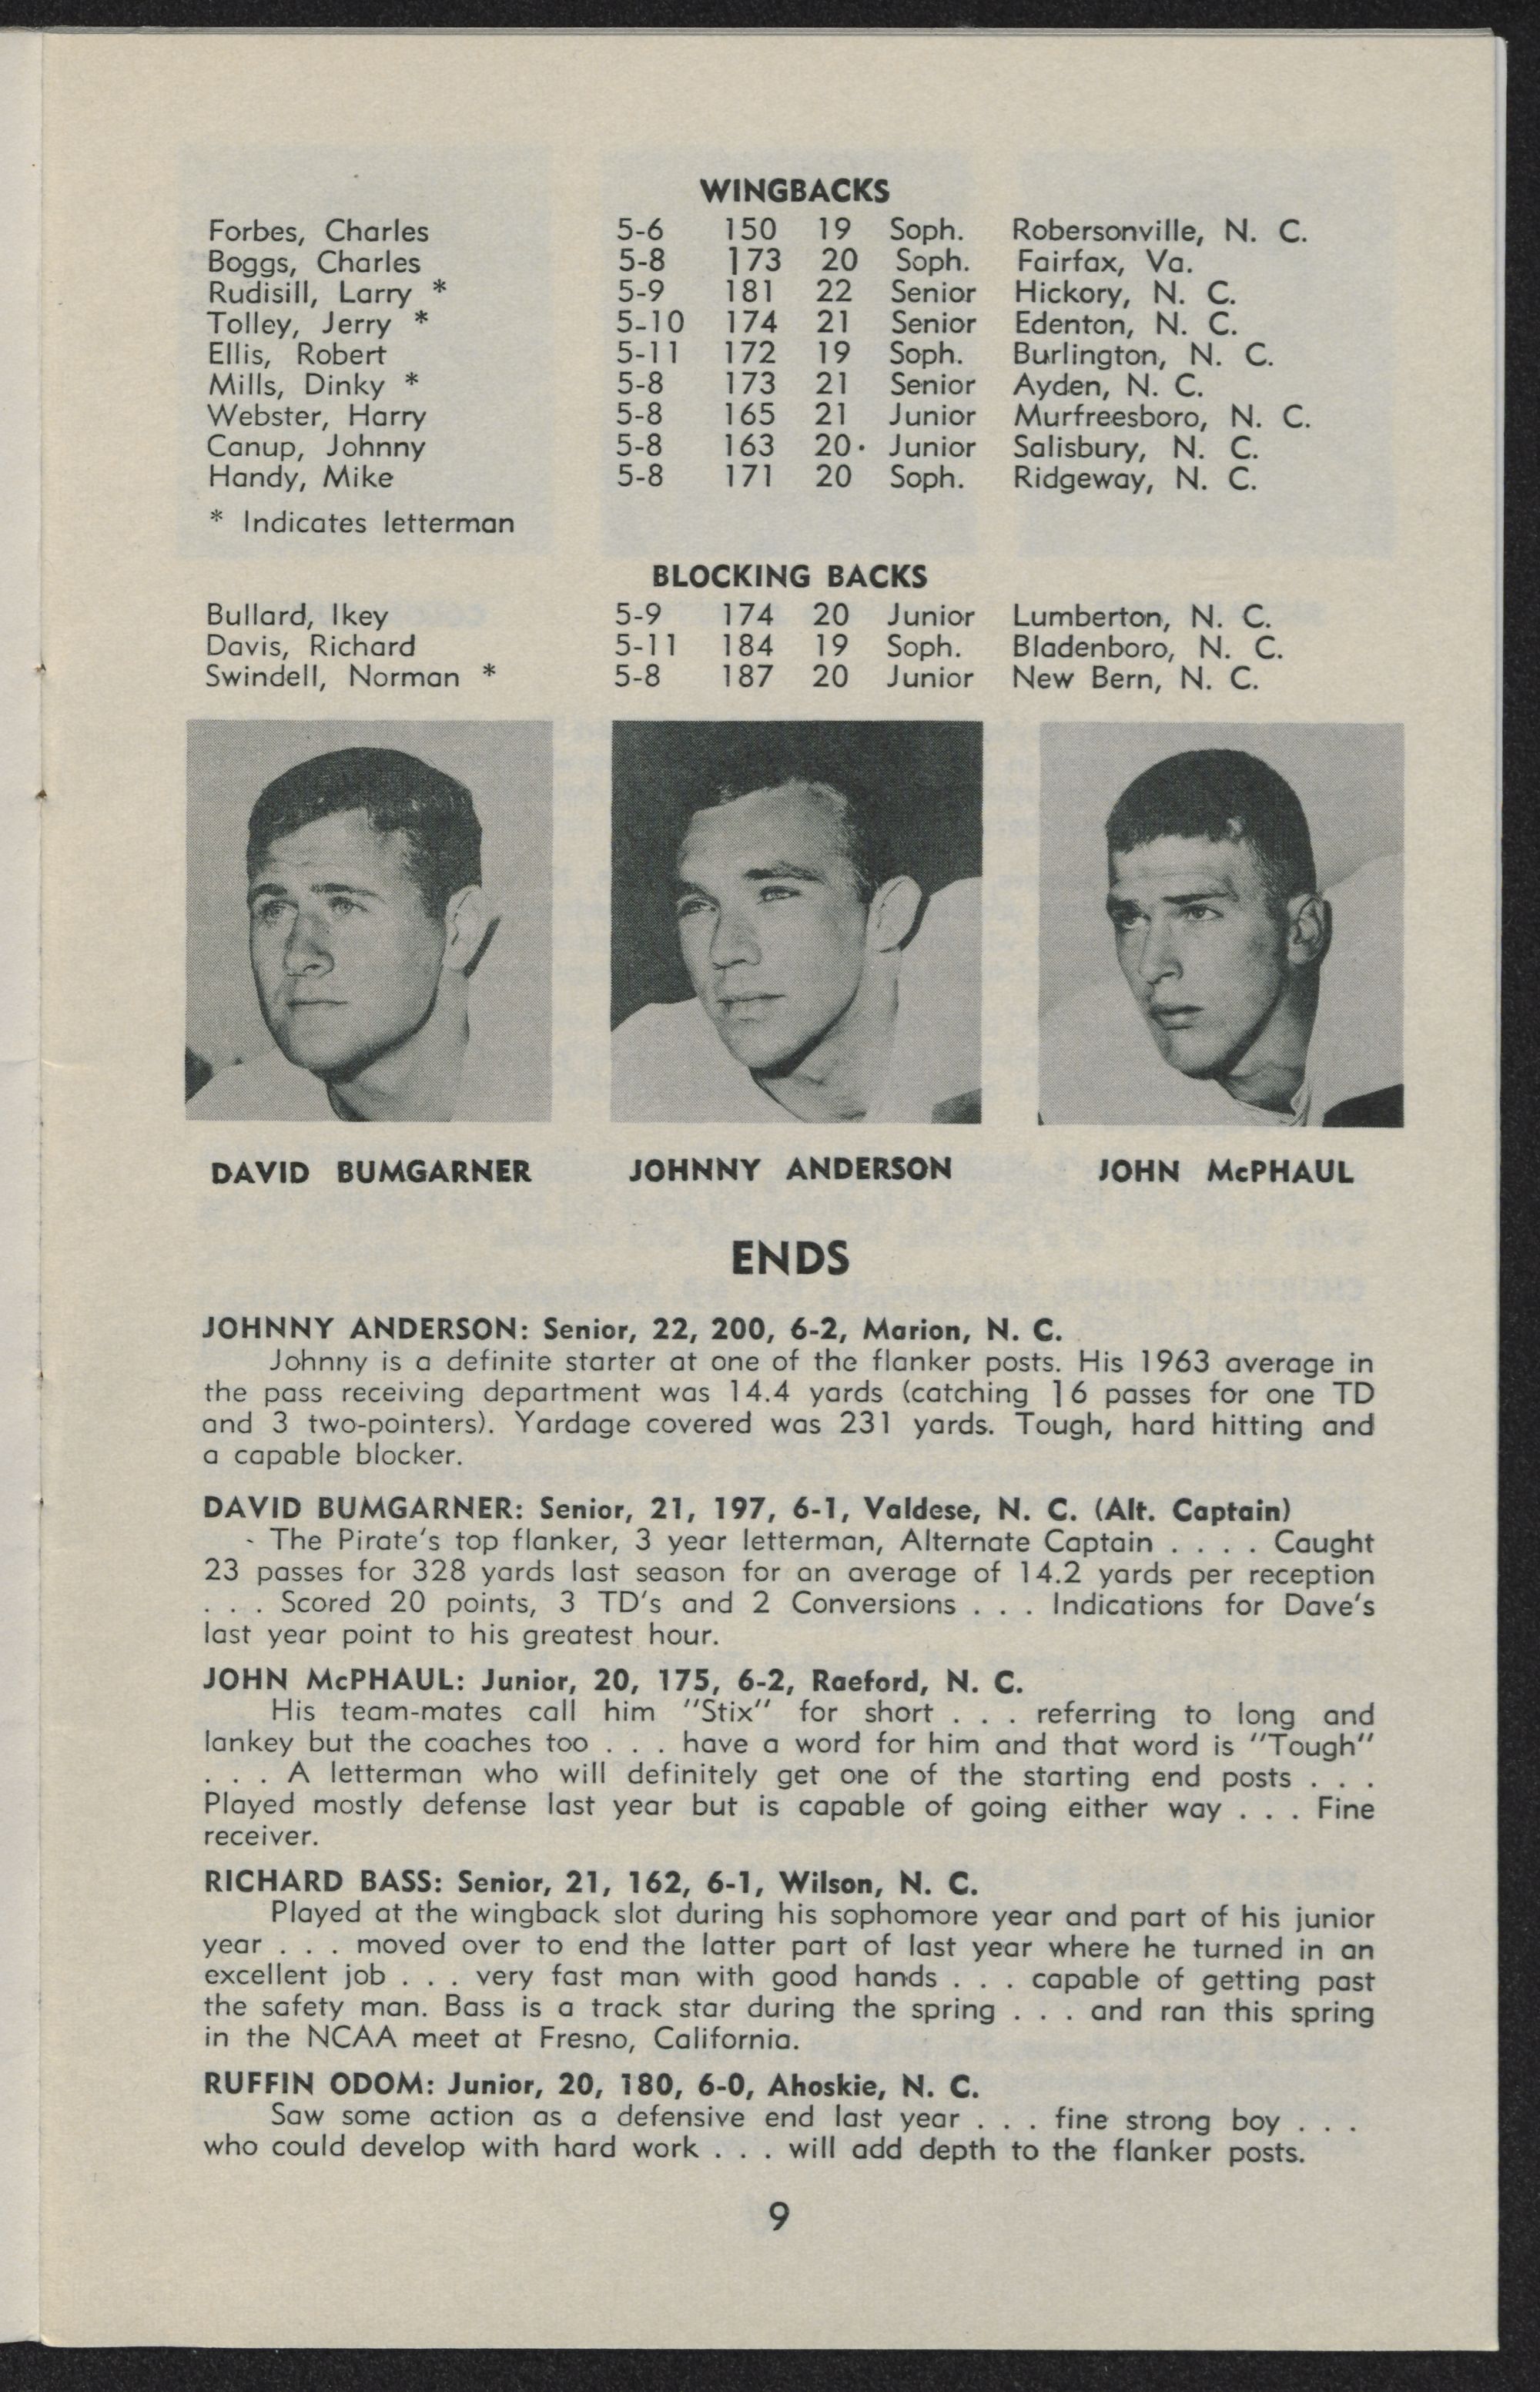 WINGBACKS
Forbes, Charles 5-6 150 19 Soph. Robersonville, N. C.
Boggs, Charles 5-8 173 20 Soph. Fairfax, Va.
Rudisill, Larry * 5-9 181 22 Senior Hickory, N. C.
Tolley, Jerry * 5-10 174 21 Senior Edenton, N. C.
Ellis, Robert 5-11 172 19 Soph. Burlington, N. C.
Mills, Dinky * 5-8 173 21 Senior Ayden, N. C.
Webster, Harry 5-8 165 21 Junior Murfreesboro, N. C.
Canup, Johnny 5-8 163 20 Junior Salisbury, N. C.
Handy, Mike 5-8 171 20 Soph. Ridgeway, N. C.
* Indicates letterman
BLOCKING BACKS
Bullard, Ikey 5-9 174 20 Junior Lumberton, N. C.
Davis, Richard 5-11 184 19 Soph. Bladenboro, N. C.
Swindell, Norman * 5-8 187 20 Junior New Bern, N. C.
DAVID BUMGARNER JOHNNY ANDERSON JOHN McPHAUL
ENDS
JOHNNY ANDERSON: Senior, 22, 200, 6-2, Marion, N. C.
Johnny is a definite starter at one of the flanker posts. His 1963 average in
the pass receiving department was 14.4 yards (catching 16 passes for one TD
and 3 two-pointers). Yardage covered was 231 yards. Tough, hard hitting and
a capable blocker.
DAVID BUMGARNER: Senior, 21, 197, 6-1, Valdese, N. C. (Alt. Captain)
- The Pirate's top flanker, 3 year letterman, Alternate Captain . . . . Caught
23 passes for 328 yards last season for an average of 14.2 yards per reception
. . . Scored 20 points, 3 TD's and 2 Conversions . . . Indications for Dave's
last year point to his greatest hour.
JOHN McPHAUL: Junior, 20, 175, 6-2, Raeford, N. C.
His team-mates call him "Stix" for short . . . referring to long and
lankey but the coaches too . . . have a word for him and that word is "Tough"
. . . A letterman who will definitely get one of the starting end posts . . .
Played mostly defense last year but is capable of going either way . . . Fine
receiver.
RICHARD BASS: Senior, 21, 162, 6-1, Wilson, N. C.
Played at the wingback slot during his sophomore year and part of his junior
year . . . moved over to end the latter part of last year where he turned in an
excellent job . . . very fast man with good hands . . . capable of getting past
the safety man. Bass is a track star during the spring . . . and ran this spring
in the NCAA meet at Fresno, California.
RUFFIN ODOM: Junior, 20, 180, 6-0, Ahoskie, N. C.
Saw some action as a defensive end last year . . . fine strong boy . . .
who could develop with hard work . . . will add depth to the flanker posts.
9